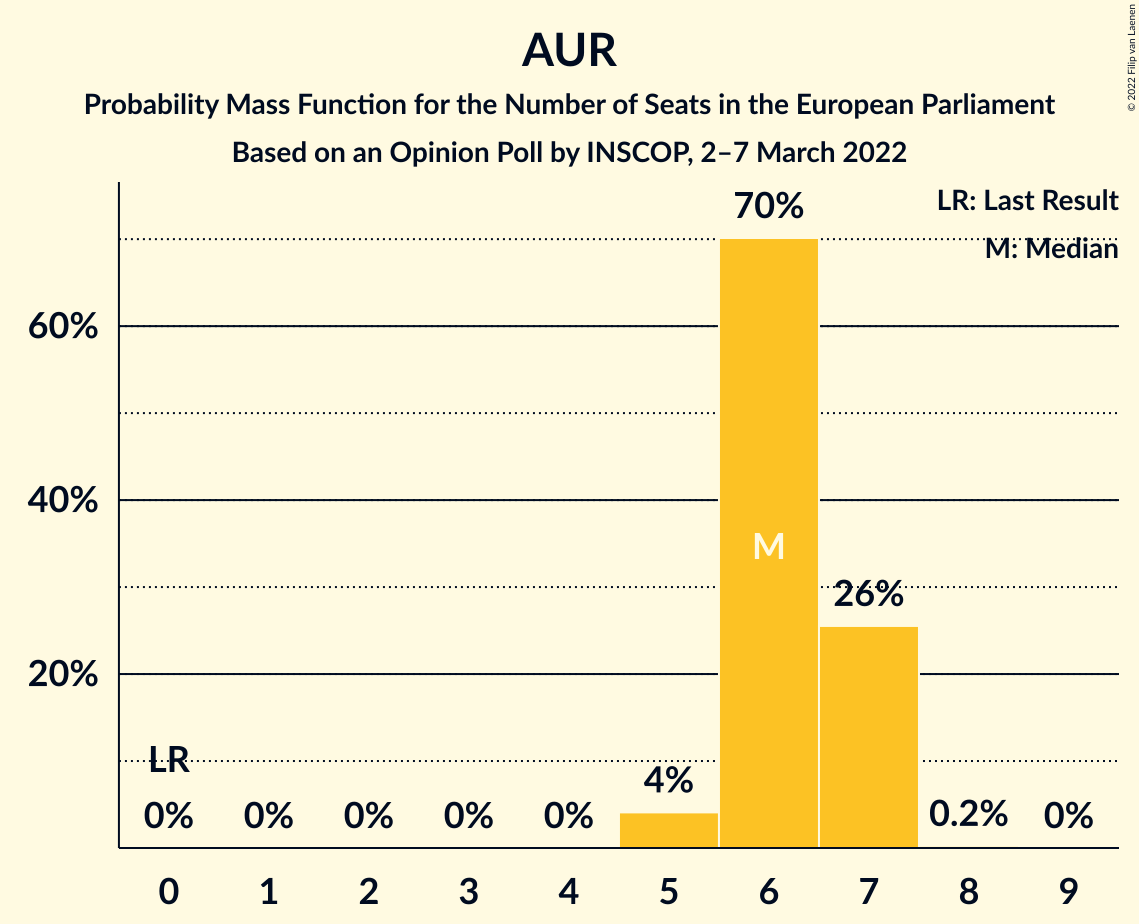 AUR
Probability Mass Function for the Number of Seats in the European Parliament
Based on an Opinion Poll by INSCOP, 2–7 March 2022
© 2022 Filip van Laenen
LR: Last Result
M: Median
70%
60%
40%
20%
M
26%
LR
4%
0%
0%
0%
0%
0%
0.2%
0%
0 1 2 3 4 5 6 7 8 9